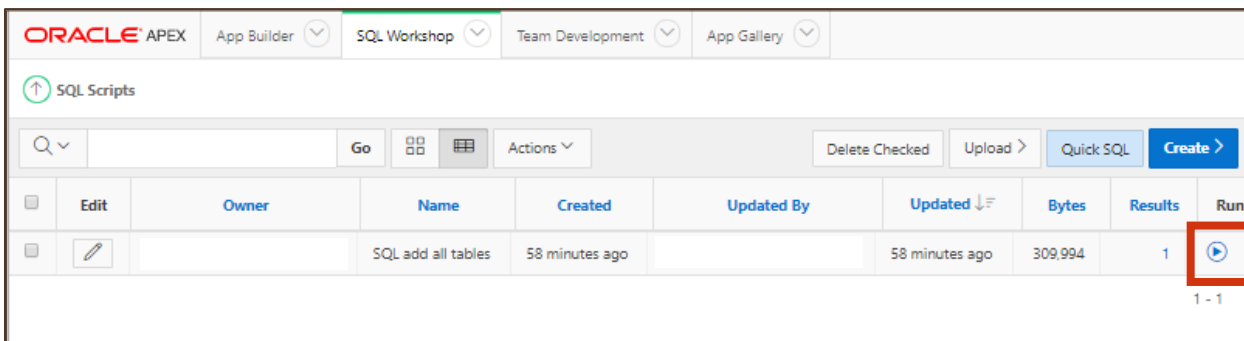 ORACLE APEX App Builder SQL Workshop Team Development App Gallery
SQL Scripts
Go Actions Delete Checked Upload > Quick SQL Create >
Edit Owner Name Created Updated By Updated Bytes Results Run
SQL add all tables 58 minutes ago 58 minutes ago 309,994 1
1 - 1